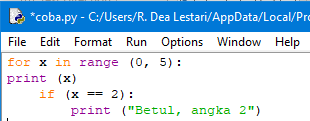 *coba.py - C:/Users/R. Dea Lestari/AppData/Local/Pro
File Edit Format Run Options Window Help
for x in range (0, 5):
print (x)
    if (x == 2):
        print ("Betul, angka 2")